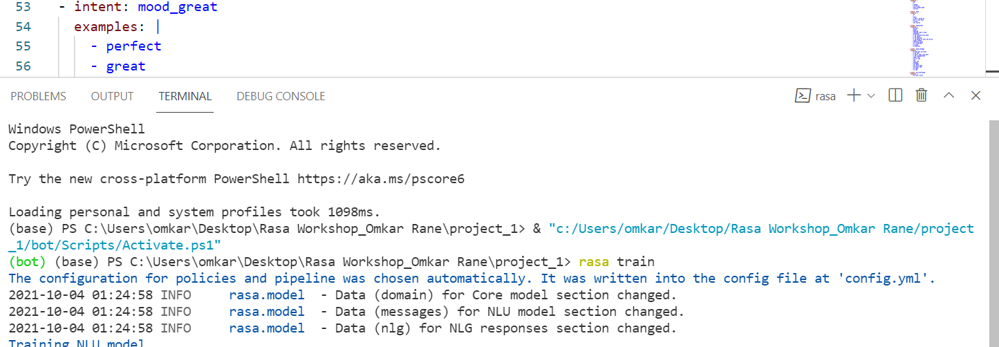 53 - intent: mood_great
54 examples: |
55 - perfect
56 - great
PROBLEMS OUTPUT TERMINAL DEBUG CONSOLE rasa
Windows PowerShell
Copyright (C) Microsoft Corporation. All rights reserved.
Try the new cross-platform PowerShell https://aka.ms/pscore6
Loading personal and system profiles took 1098ms.
(base) PS C:\Users\omkar\Desktop\Rasa Workshop_Omkar Rane\project_1> & "c:/Users/omkar/Desktop/Rasa Workshop_Omkar Rane/project
_1/bot/Scripts/Activate.ps1"
(bot) (base) PS C:\Users\omkar\Desktop\Rasa Workshop_Omkar Rane\project_1> rasa train
The configuration for policies and pipeline was chosen automatically. It was written into the config file at 'config.yml'.
2021-10-04 01:24:58 INFO rasa.model - Data (domain) for Core model section changed.
2021-10-04 01:24:58 INFO rasa.model - Data (messages) for NLU model section changed.
2021-10-04 01:24:58 INFO rasa.model - Data (nlg) for NLG responses section changed.
Training NLU model